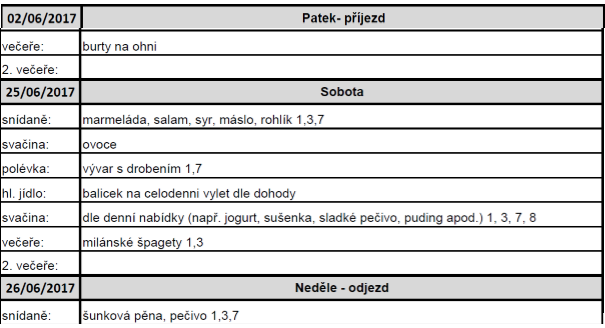 02/06/2017 Patek- příjezd
večeře: burty na ohni
2. večeře:
25/06/2017 Sobota
snídaně: marmeláda, salam, syr, máslo, rohlík 1,3,7
svačina: ovoce
polévka: vývar s drobením 1,7
hl. jídlo: balicek na celodenni vylet dle dohody
svačina: dle denní nabídky (např. jogurt, sušenka, sladké pečivo, puding apod.) 1, 3, 7, 8
večeře: milánské špagety 1,3
2. večeře:
26/06/2017 Neděle - odjezd
snídaně: šunková pěna, pečivo 1,3,7